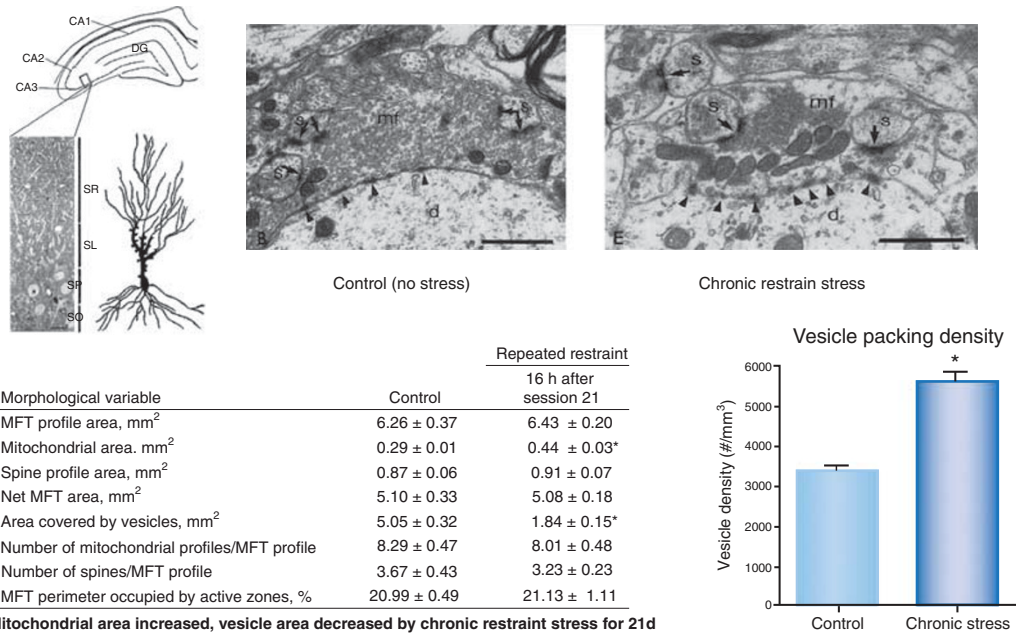 CA1
CA2
DG
CA3
SR
SL
SP
SO
s
s
mf
s
d
B
s
s
mf
s
d
E
Control (no stress)
Chronic restrain stress
Repeated restraint
Morphological variable Control 16 h after session 21
MFT profile area, mm2 6.26 ± 0.37 6.43 ± 0.20
Mitochondrial area. mm2 0.29 ± 0.01 0.44 ± 0.03*
Spine profile area, mm2 0.87 ± 0.06 0.91 ± 0.07
Net MFT area, mm2 5.10 ± 0.33 5.08 ± 0.18
Area covered by vesicles, mm2 5.05 ± 0.32 1.84 ± 0.15*
Number of mitochondrial profiles/MFT profile 8.29 ± 0.47 8.01 ± 0.48
Number of spines/MFT profile 3.67 ± 0.43 3.23 ± 0.23
MFT perimeter occupied by active zones, % 20.99 ± 0.49 21.13 ± 1.11
itochondrial area increased, vesicle area decreased by chronic restraint stress for 21d
Vesicle packing density
*
Vesicle density (#/mm3)
6000
5000
4000
3000
2000
1000
0
Control Chronic stress